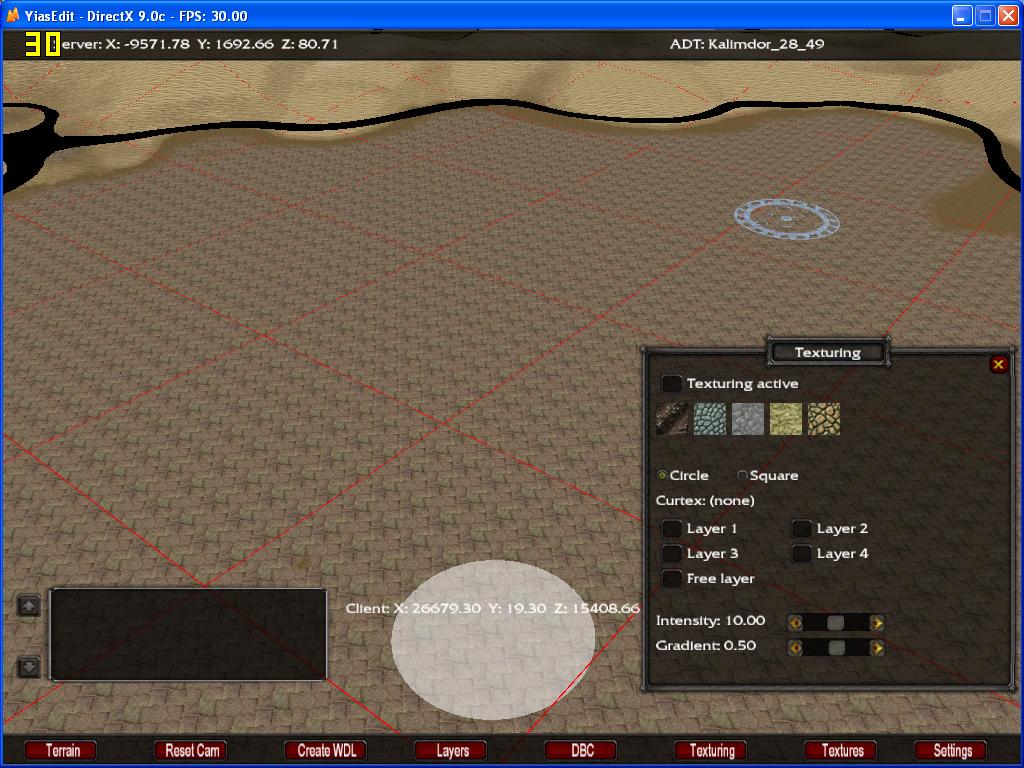 YiasEdit - DirectX 9.0c - FPS: 30.00
30 erver: X: -9571.78 Y: 1692.66 Z: 80.71
ADT: Kalimdor_28_49
Texturing
Texturing active
Circle Square
Curtex: (none)
Layer 1 Layer 2
Layer 3 Layer 4
Free layer
Client: X: 26679.30 Y: 19.30 Z: 15408.66
Intensity: 10.00
Gradient: 0.50
Terrain Reset Cam Create WDL Layers DBC Texturing Textures Settings